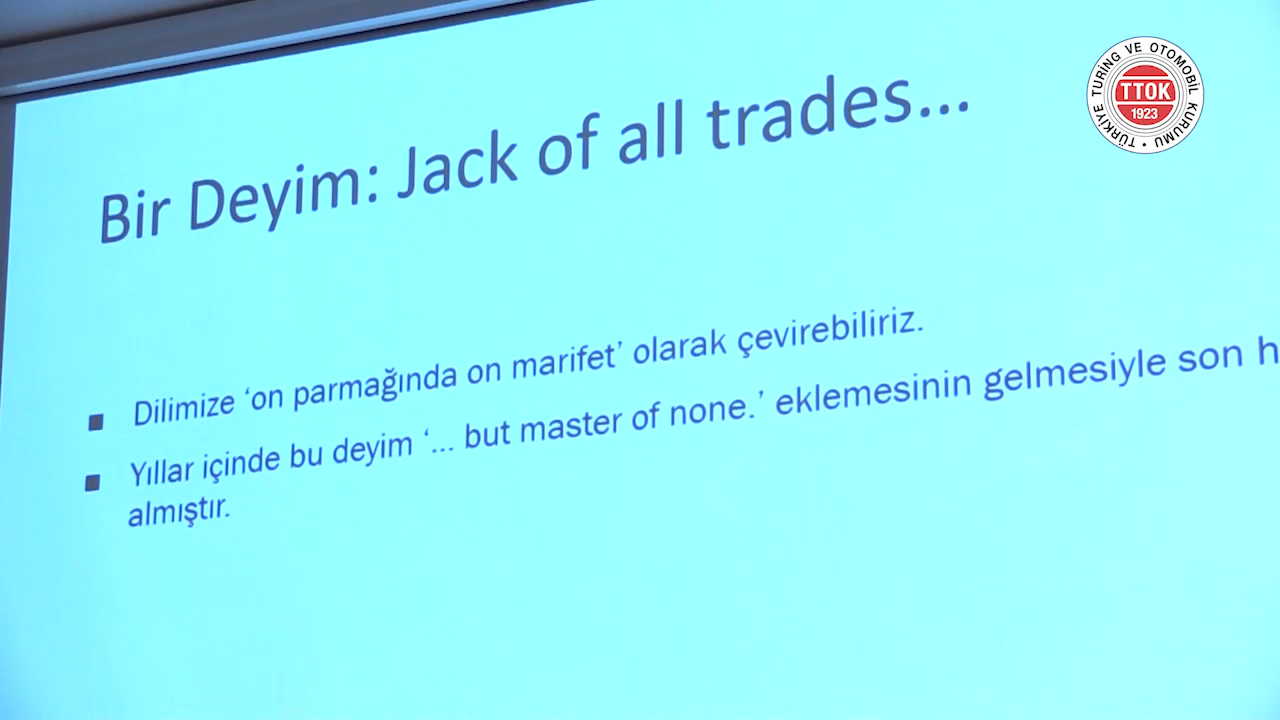 Bir Deyim: Jack of all trades...
Dilimize ‘on parmağında on marifet’ olarak çevirebiliriz.
Yıllar içinde bu deyim ‘... but master of none.’ eklemesinin gelmesiyle son
almıştır.
TÜRKİYE TURİNG VE OTOMOBİL KURUMU
TTOK
1923